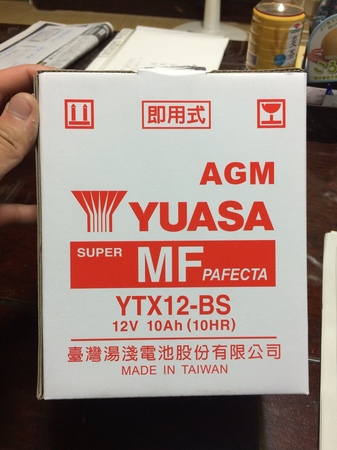 即用式
AGM
YUASA
SUPER MF PAFECTA
YTX12-BS
12V 10Ah (10HR)
臺灣湯淺電池股份有限公司
MADE IN TAIWAN